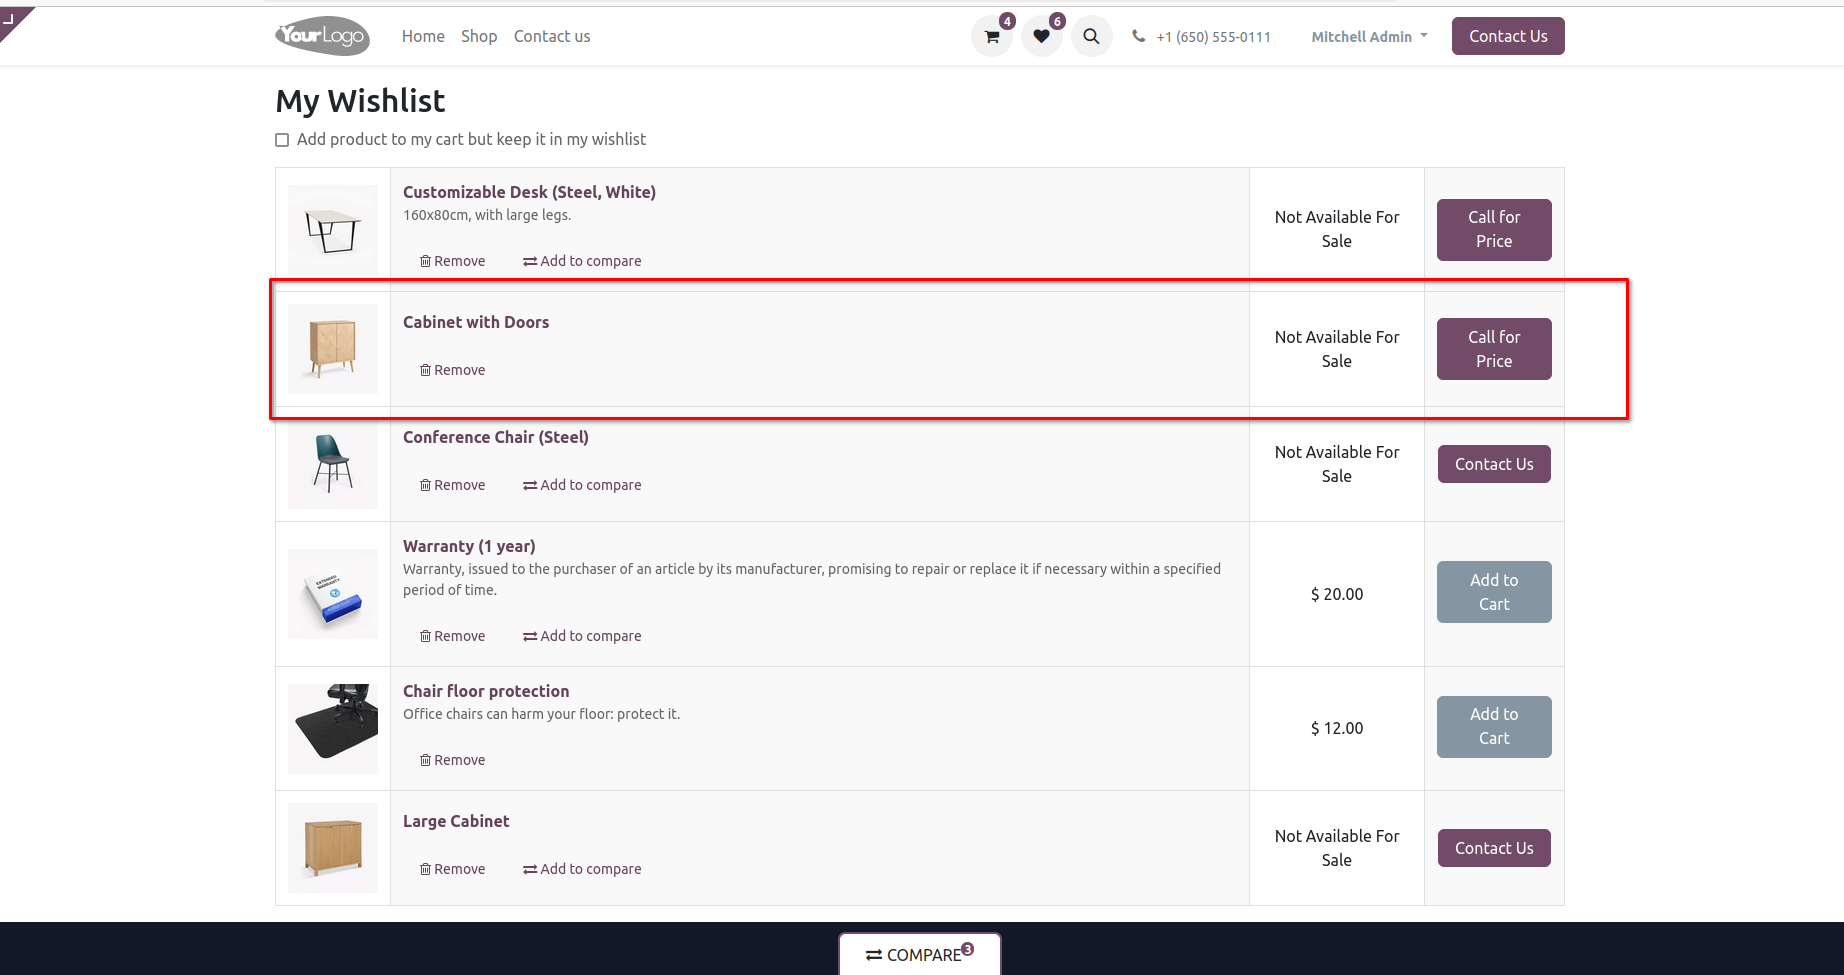 YourLogo
Home Shop Contact us
4
6
+1 (650) 555-0111
Mitchell Admin
Contact Us
My Wishlist
Add product to my cart but keep it in my wishlist
Customizable Desk (Steel, White)
160x80cm, with large legs.
Remove Add to compare
Not Available For
Sale
Call for
Price
Cabinet with Doors
Remove
Not Available For
Sale
Call for
Price
Conference Chair (Steel)
Remove Add to compare
Not Available For
Sale
Contact Us
EXTENDED
WARRANTY
Warranty (1 year)
Warranty, issued to the purchaser of an article by its manufacturer, promising to repair or replace it if necessary within a specified
period of time.
Remove Add to compare
$ 20.00
Add to
Cart
Chair floor protection
Office chairs can harm your floor: protect it.
Remove
$ 12.00
Add to
Cart
Large Cabinet
Remove Add to compare
Not Available For
Sale
Contact Us
COMPARE 3